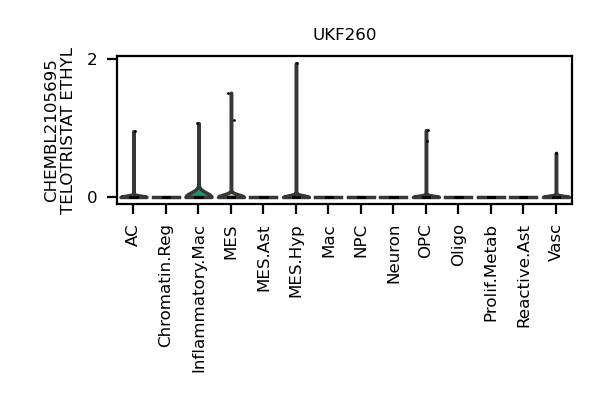 UKF260
CHEMBL2105695
TELOTRISTAT ETHYL
2
0
AC
Chromatin.Reg
Inflammatory.Mac
MES
MES.Ast
MES.Hyp
Mac
NPC
Neuron
OPC
Oligo
Prolif.Metab
Reactive.Ast
Vasc